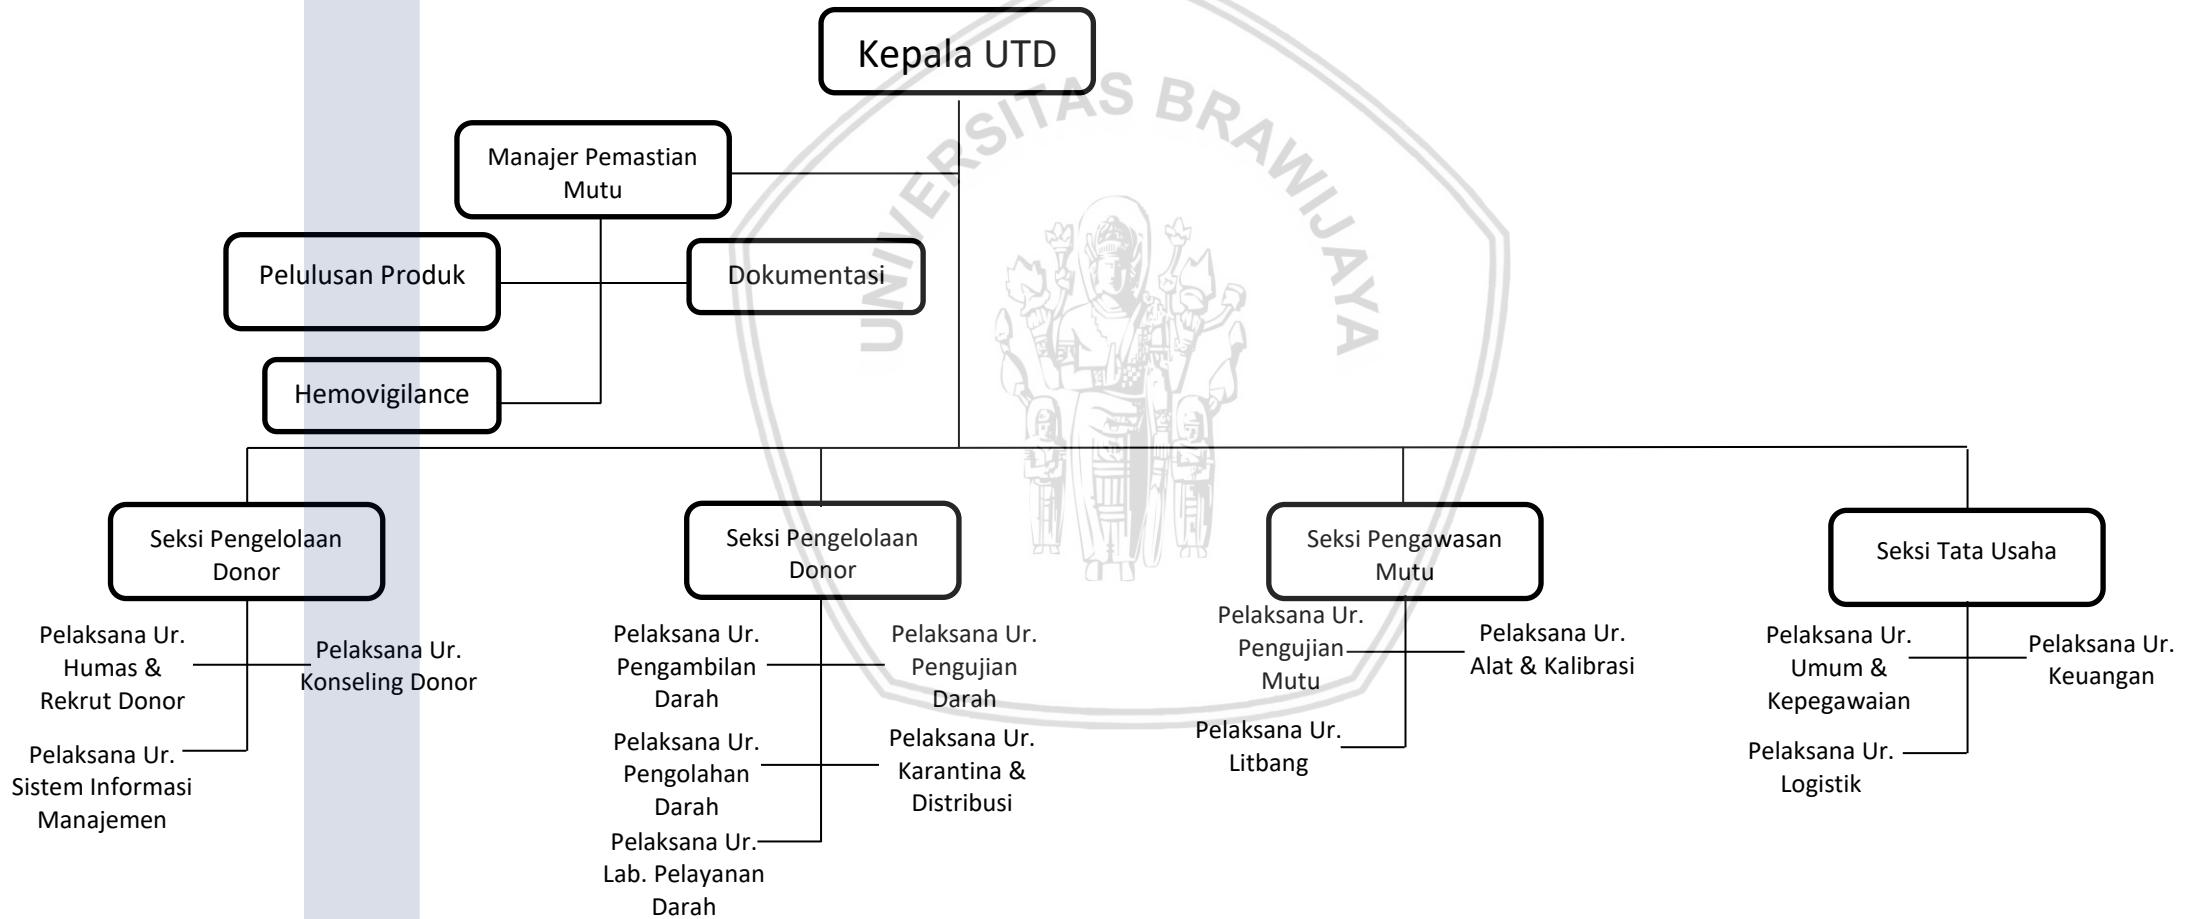 Kepala UTD
UNIVERSITAS BRAWIJAYA
Manajer Pemastian
Mutu
Pelulusan Produk
Dokumentasi
Hemovigilance
Seksi Pengelolaan
Donor
Seksi Pengelolaan
Donor
Seksi Pengawasan
Mutu
Seksi Tata Usaha
Pelaksana Ur.
Humas &
Rekrut Donor
Pelaksana Ur.
Konseling Donor
Pelaksana Ur.
Sistem Informasi
Manajemen
Pelaksana Ur.
Pengambilan
Darah
Pelaksana Ur.
Pengujian
Darah
Pelaksana Ur.
Pengolahan
Darah
Pelaksana Ur.
Karantina &
Distribusi
Pelaksana Ur.
Lab. Pelayanan
Darah
Pelaksana Ur.
Pengujian
Mutu
Pelaksana Ur.
Alat & Kalibrasi
Pelaksana Ur.
Litbang
Pelaksana Ur.
Umum &
Kepegawaian
Pelaksana Ur.
Keuangan
Pelaksana Ur.
Logistik